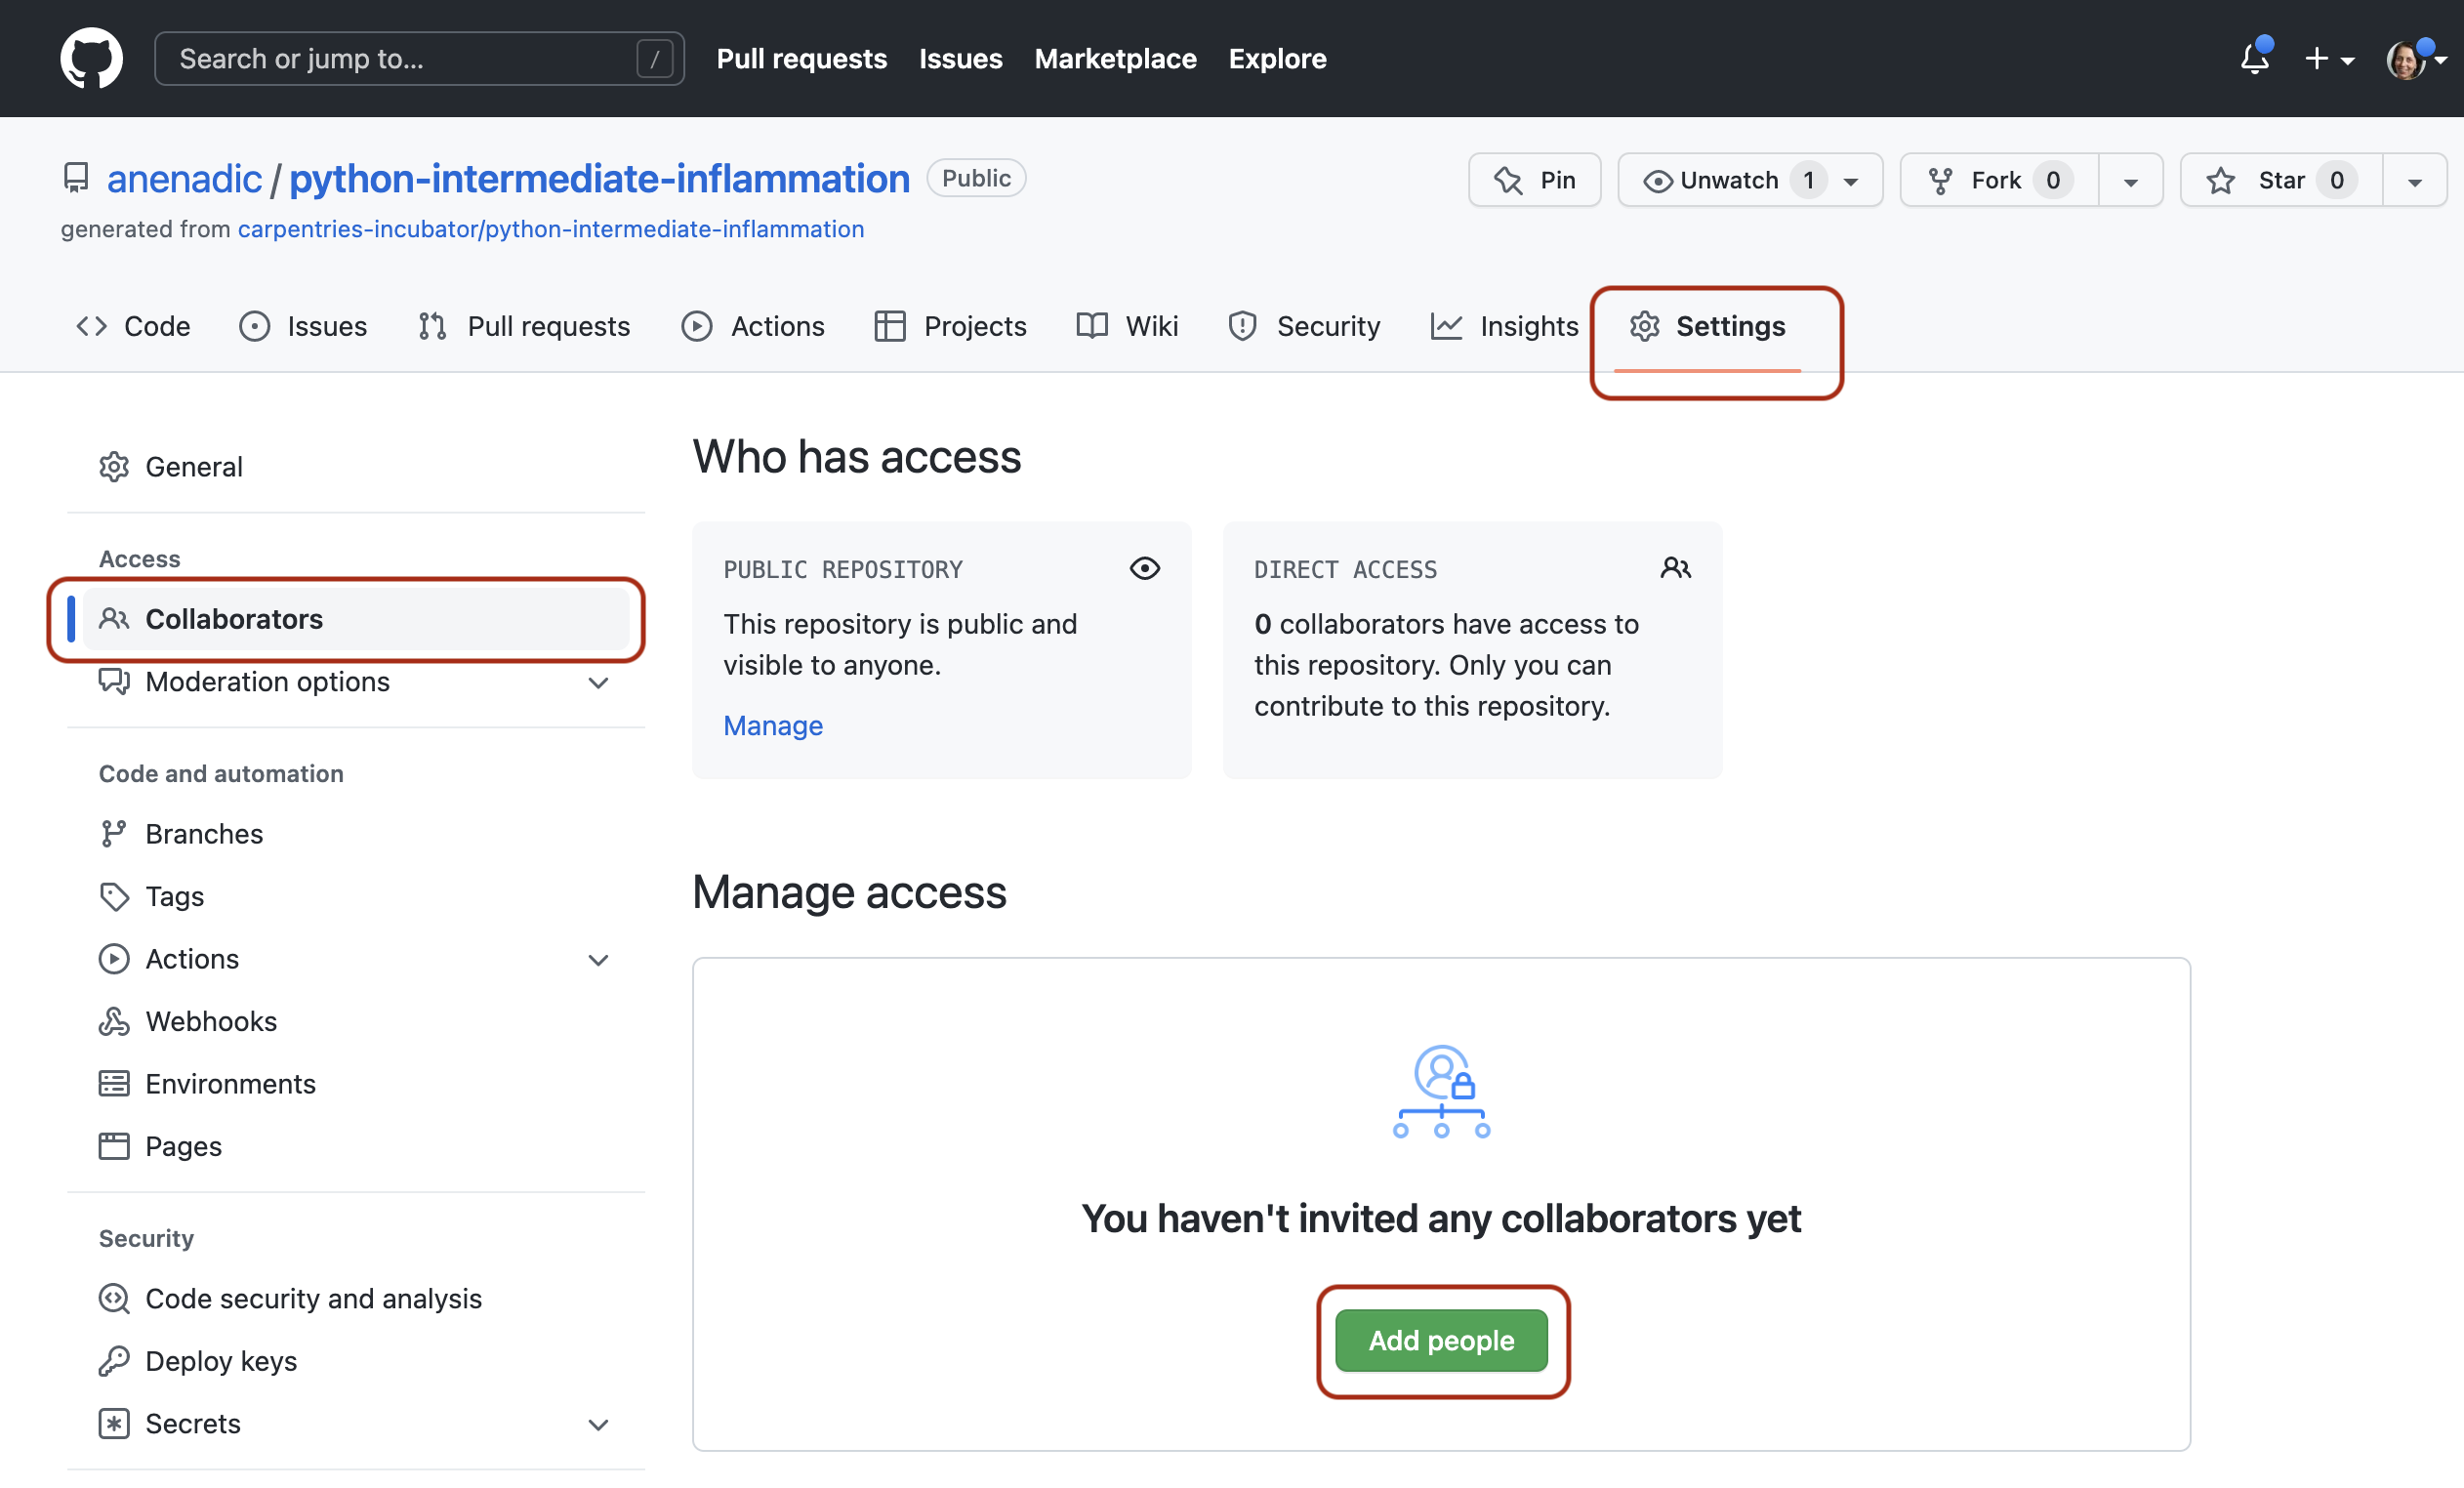 Search or jump to... /
Pull requests Issues Marketplace Explore
anenadic / python-intermediate-inflammation Public
Pin Unwatch 1 Fork 0 Star 0
generated from carpentries-incubator/python-intermediate-inflammation
Code Issues Pull requests Actions Projects Wiki Security Insights Settings
General
Access
Collaborators
Moderation options
Code and automation
Branches
Tags
Actions
Webhooks
Environments
Pages
Security
Code security and analysis
Deploy keys
Secrets
Who has access
PUBLIC REPOSITORY
This repository is public and
visible to anyone.
Manage
DIRECT ACCESS
0 collaborators have access to
this repository. Only you can
contribute to this repository.
Manage access
You haven't invited any collaborators yet
Add people